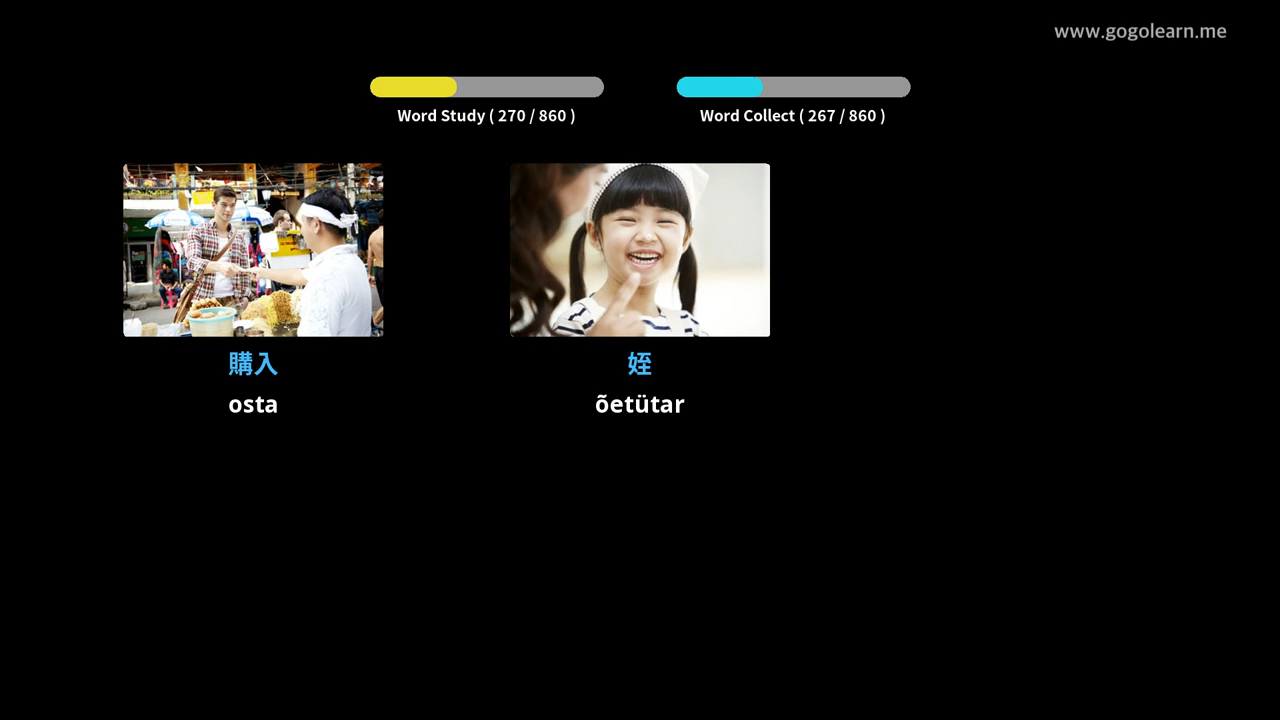 www.gogolearn.me
Word Study ( 270 / 860 )
Word Collect ( 267 / 860 )
購入
osta
姪
õetütar